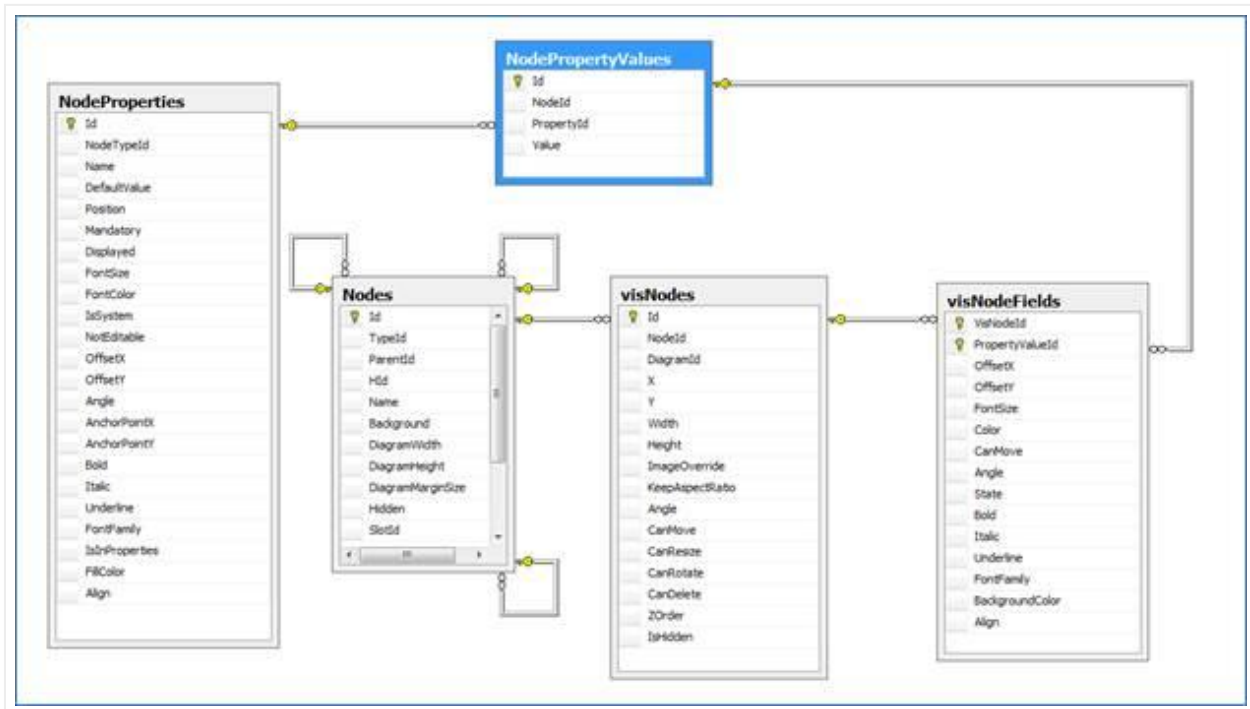 NodePropertyValues
Id
NodeId
PropertyId
Value
NodeProperties
Id
NodeTypeId
Name
DefaultValue
Position
Mandatory
Displayed
FontSize
FontColor
IsSystem
NotEditable
OffsetX
OffsetY
Angle
AnchorPointX
AnchorPointY
Bold
Italic
Underline
FontFamily
IsInProperties
FillColor
Align
Nodes
Id
TypeId
ParentId
HId
Name
Background
DiagramWidth
DiagramHeight
DiagramMarginSize
Hidden
SlotId
visNodes
Id
NodeId
DiagramId
X
Y
Width
Height
ImageOverride
KeepAspectRatio
Angle
CanMove
CanResize
CanRotate
CanDelete
ZOrder
IsHidden
visNodeFields
VisNodeId
PropertyValueId
OffsetX
OffsetY
FontSize
Color
CanMove
Angle
State
Bold
Italic
Underline
FontFamily
BackgroundColor
Align